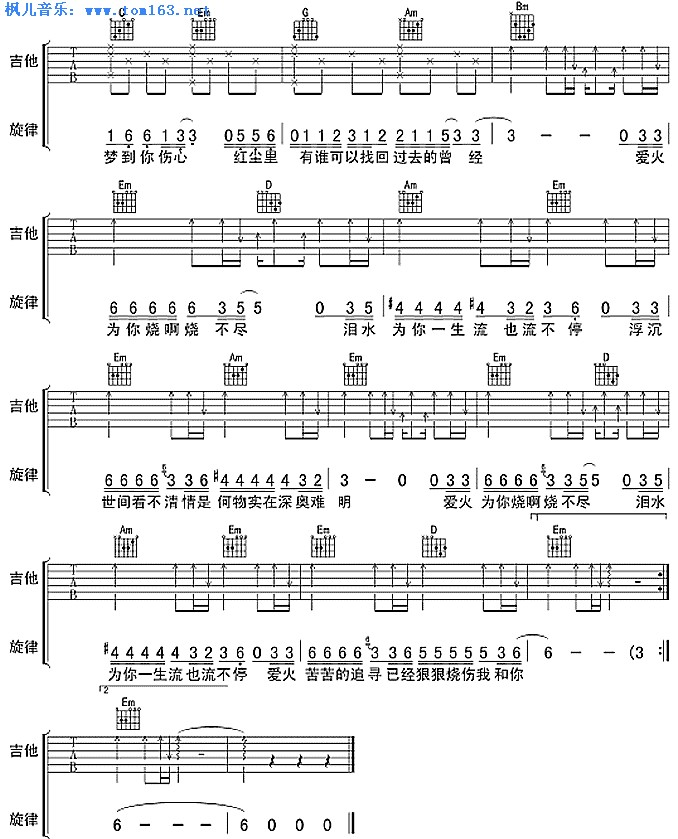 枫儿音乐：www.tom163.net
C Em G Am Bm
吉他 T A B
旋律 1 6 6 1 3 3 0 5 5 6 | 0 1 1 2 3 1 2 2 1 1 5 3 3 | 3 - - 0 3 3
梦到你伤心 红尘里 有谁可以找回 过去的曾 经 爱火
Em D Am Em
吉他 T A B
旋律 6 6 6 6 6 3 5 5 0 3 5 | #4 4 4 4 #4 3 2 3 6 0 3 3
为你烧啊烧 不尽 泪水 为你一生 流 也流不 停 浮沉
Em Am Em Em D
吉他 T A B
旋律 6 6 6 6 3 3 6 #4 4 4 4 4 3 2 | 3 - 0 0 3 3 | 6 6 6 6 3 3 5 5 0 3 5
世间看不 清情是 何物实在深奥难 明 爱火 为你烧啊烧不尽 泪水
Am Em Em D Em
吉他 T A B -
旋律 #4 4 4 4 4 3 2 3 6 0 3 3 | 6 6 6 6 3 3 6 5 5 5 5 5 3 6 | 6 - - (3 :||
为你一生流也流不停 爱火 苦苦的追 寻已经狠狠烧伤我和你
2
Em
吉他 T A B -
旋律 6 - - - | 6 0 0 0 ||